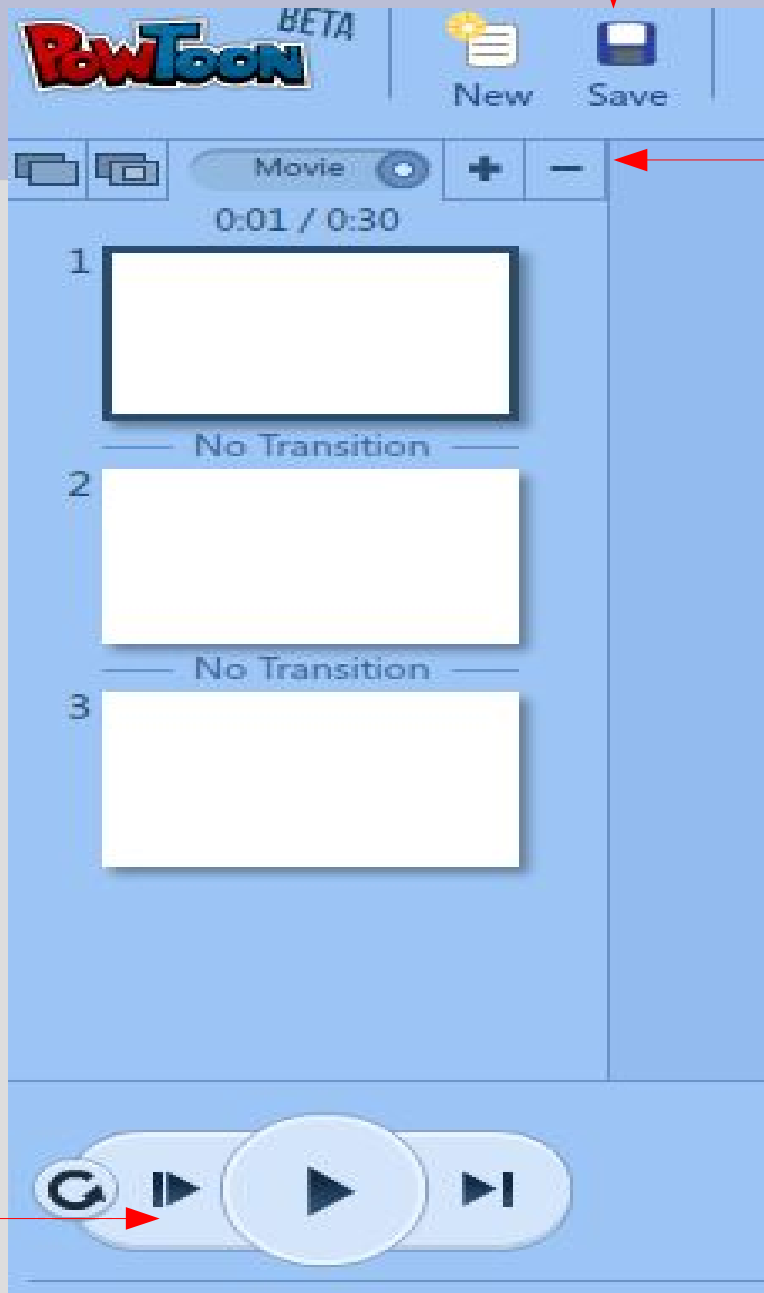 POWTOON BETA
New Save
Movie
0:01 / 0:30
1
No Transition
2
No Transition
3